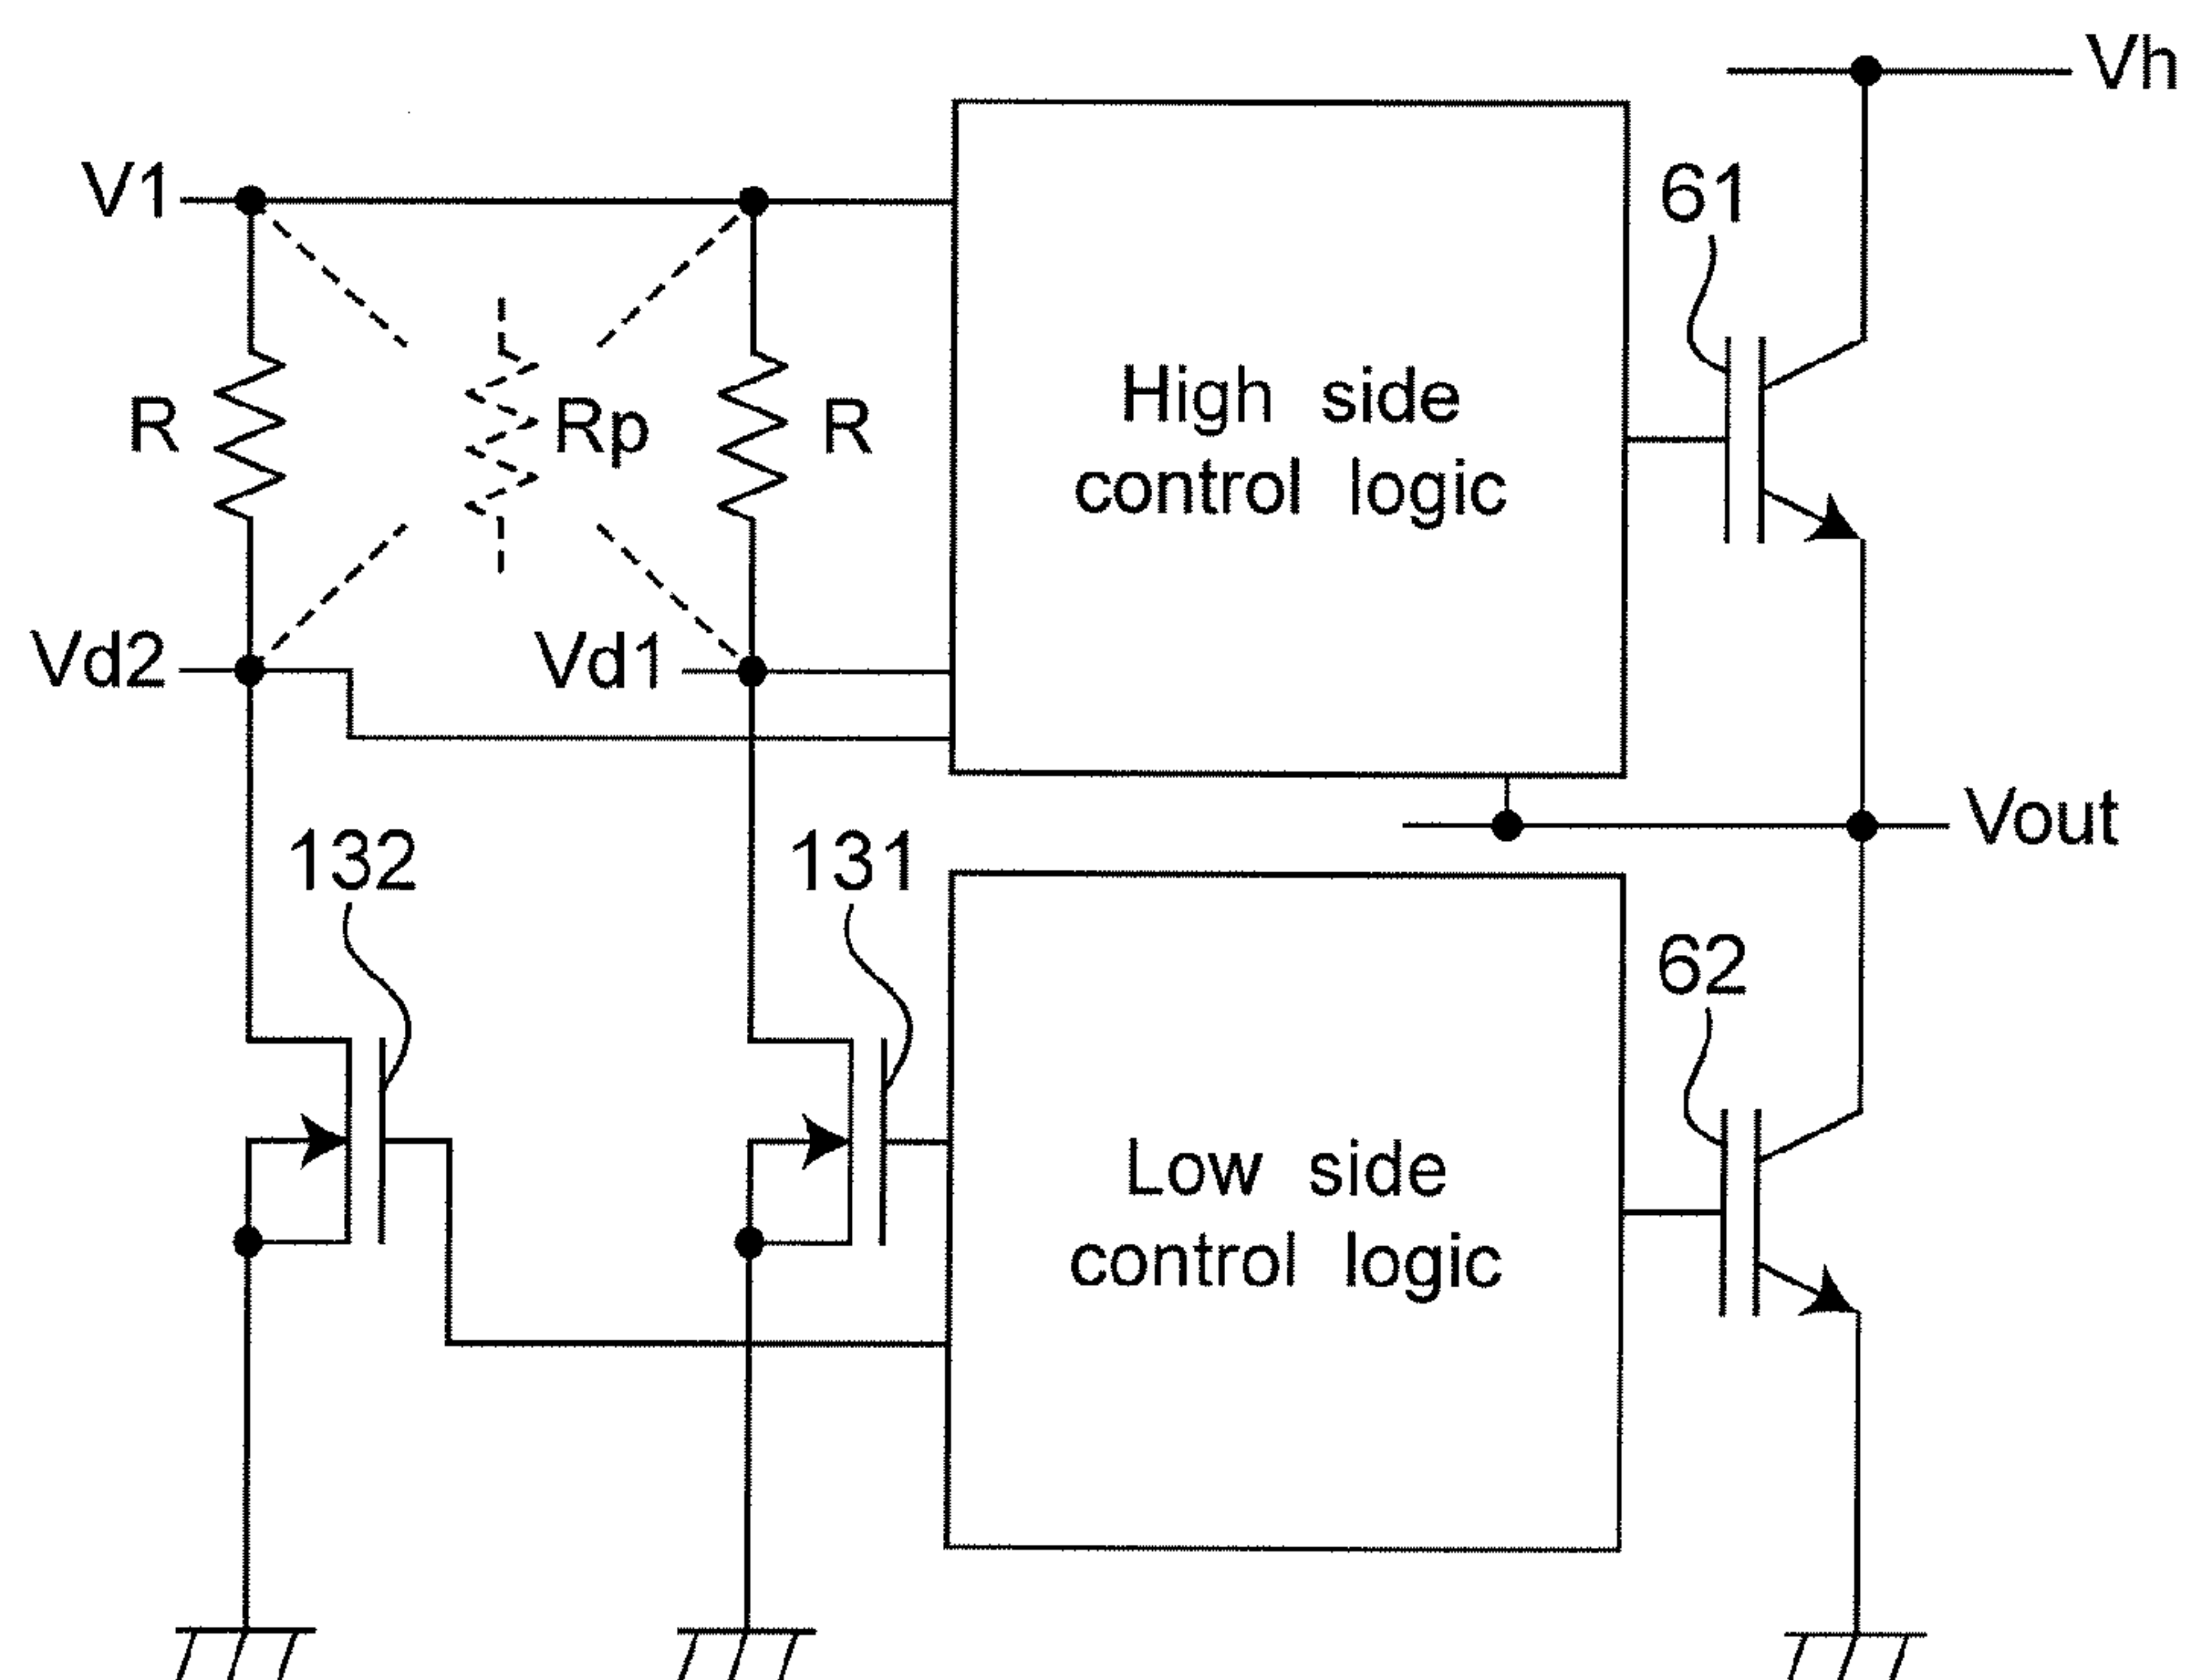 Vh
V1
61
R
Rp
R
High side
control logic
Vd2
Vd1
Vout
132
131
62
Low side
control logic